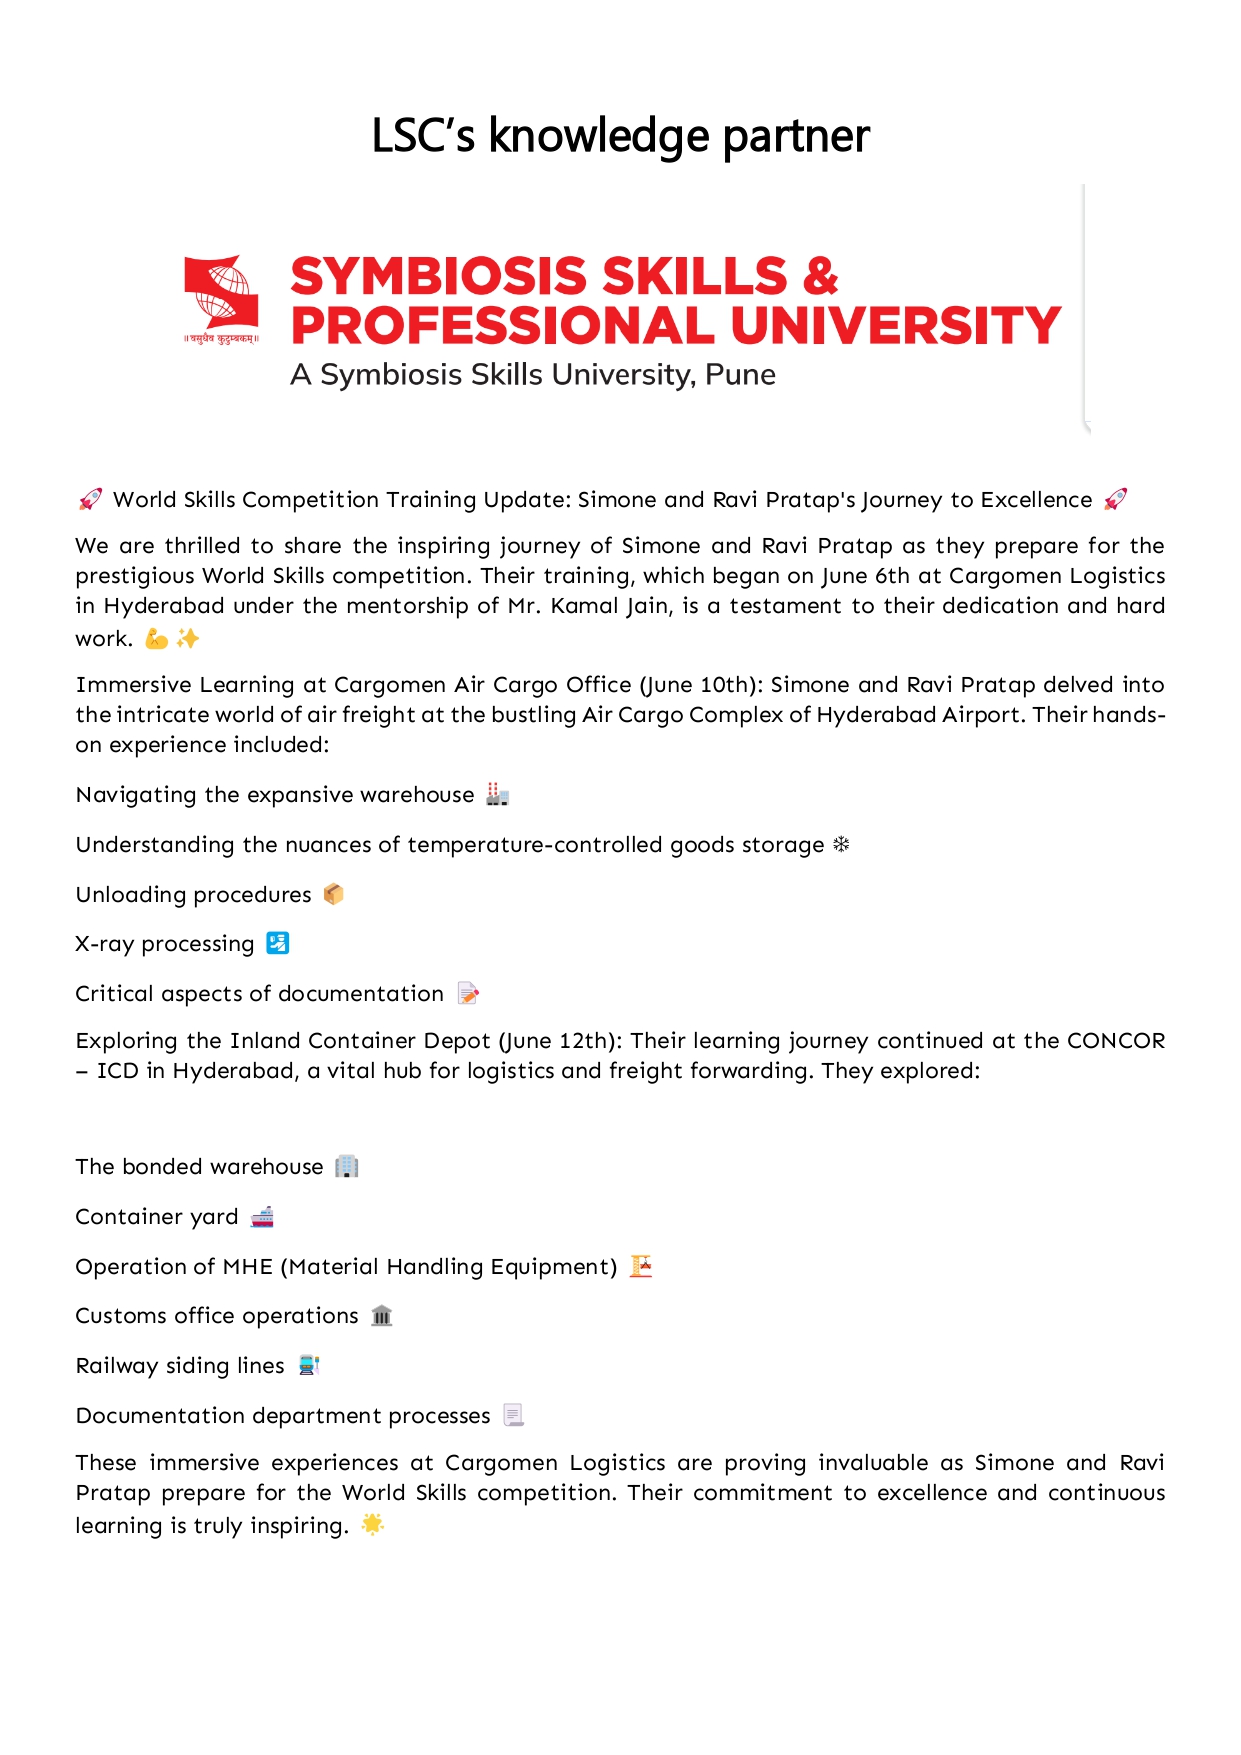 LSC’s knowledge partner
SYMBIOSIS SKILLS &
PROFESSIONAL UNIVERSITY
॥ वसुधैव कुटुम्बकम् ॥
A Symbiosis Skills University, Pune
🚀 World Skills Competition Training Update: Simone and Ravi Pratap's Journey to Excellence 🚀
We are thrilled to share the inspiring journey of Simone and Ravi Pratap as they prepare for the
prestigious World Skills competition. Their training, which began on June 6th at Cargomen Logistics
in Hyderabad under the mentorship of Mr. Kamal Jain, is a testament to their dedication and hard
work. 💪✨
Immersive Learning at Cargomen Air Cargo Office (June 10th): Simone and Ravi Pratap delved into
the intricate world of air freight at the bustling Air Cargo Complex of Hyderabad Airport. Their hands-
on experience included:
Navigating the expansive warehouse 🏭
Understanding the nuances of temperature-controlled goods storage ❄
Unloading procedures 📦
X-ray processing 🛂
Critical aspects of documentation 📝
Exploring the Inland Container Depot (June 12th): Their learning journey continued at the CONCOR
– ICD in Hyderabad, a vital hub for logistics and freight forwarding. They explored:
The bonded warehouse 🏢
Container yard 🛳
Operation of MHE (Material Handling Equipment) 🏗
Customs office operations 🏛
Railway siding lines 🚉
Documentation department processes 📃
These immersive experiences at Cargomen Logistics are proving invaluable as Simone and Ravi
Pratap prepare for the World Skills competition. Their commitment to excellence and continuous
learning is truly inspiring. 🌟